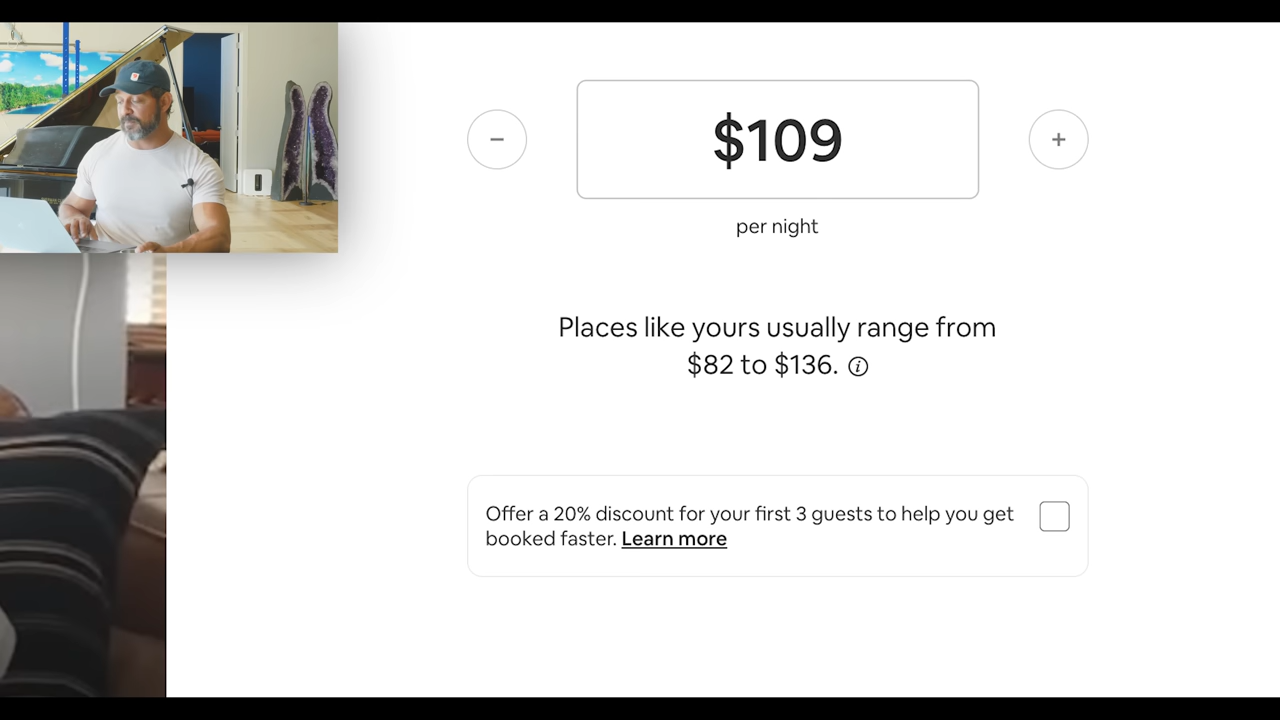 −
$109
+
per night
Places like yours usually range from
$82 to $136. i
Offer a 20% discount for your first 3 guests to help you get
booked faster. Learn more